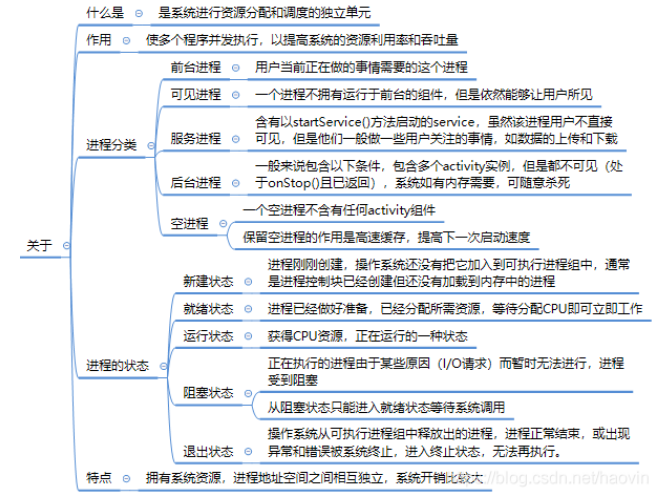 什么是
是系统进行资源分配和调度的独立单元
作用
使多个程序并发执行，以提高系统的资源利用率和吞吐量
前台进程
用户当前正在做的事情需要的这个进程
可见进程
一个进程不拥有运行于前台的组件，但是依然能够让用户所见
进程分类
服务进程
含有以startService()方法启动的service，虽然该进程用户不直接
可见，但是他们一般做一些用户关注的事情，如数据的上传和下载
后台进程
一般来说包含以下条件，包含多个activity实例，但是都不可见（处
于onStop()且已返回），系统如有内存需要，可随意杀死
空进程
一个空进程不含有任何activity组件
保留空进程的作用是高速缓存，提高下一次启动速度
关于
新建状态
进程刚刚创建，操作系统还没有把它加入到可执行进程组中，通常
是进程控制块已经创建但还没有加载到内存中的进程
就绪状态
进程已经做好准备，已经分配所需资源，等待分配CPU即可立即工作
运行状态
获得CPU资源，正在运行的一种状态
进程的状态
阻塞状态
正在执行的进程由于某些原因（I/O请求）而暂时无法进行，进程
受到阻塞
从阻塞状态只能进入就绪状态等待系统调用
退出状态
操作系统从可执行进程组中释放出的进程，进程正常结束，或出现
异常和错误被系统终止，进入终止状态，无法再执行。
特点
拥有系统资源，进程地址空间之间相互独立，系统开销比较大
https://blog.csdn.net/haovin